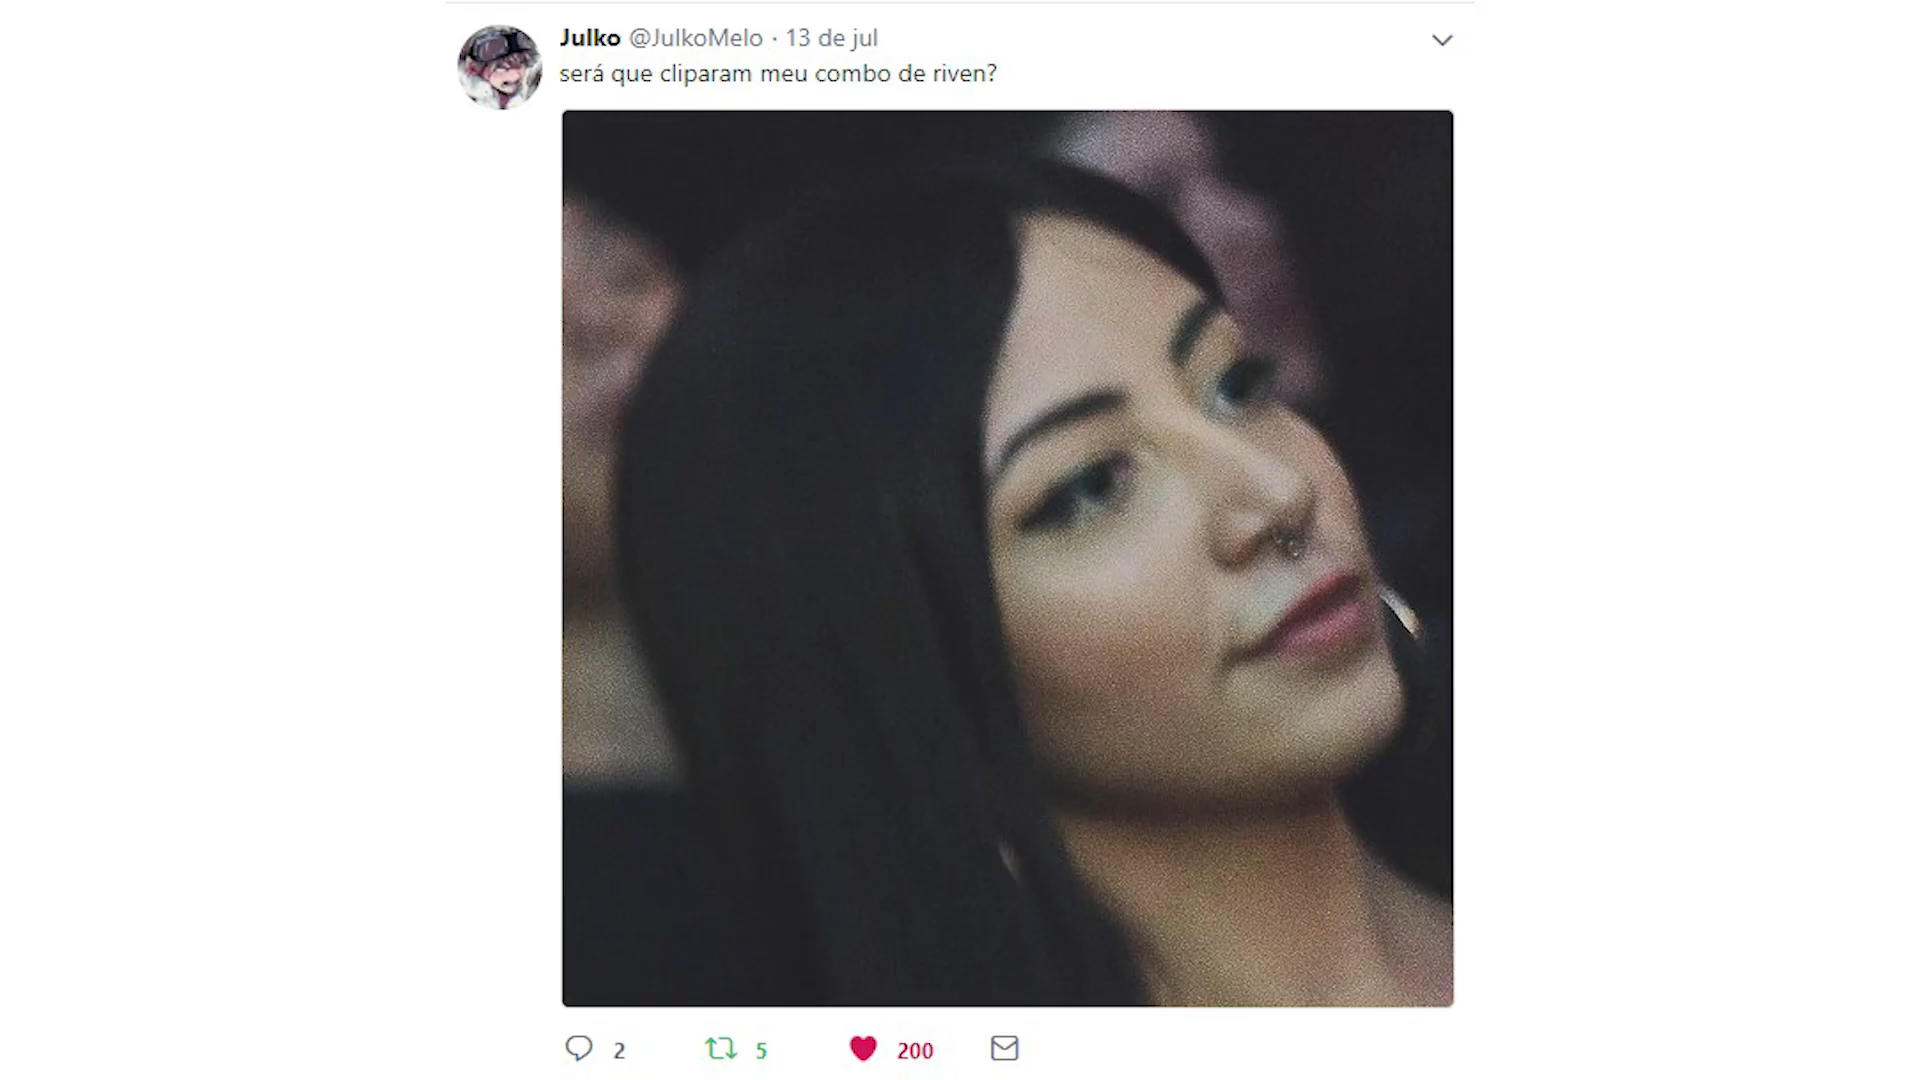 Julko @JulkoMelo · 13 de jul
será que cliparam meu combo de riven?
2 5 200